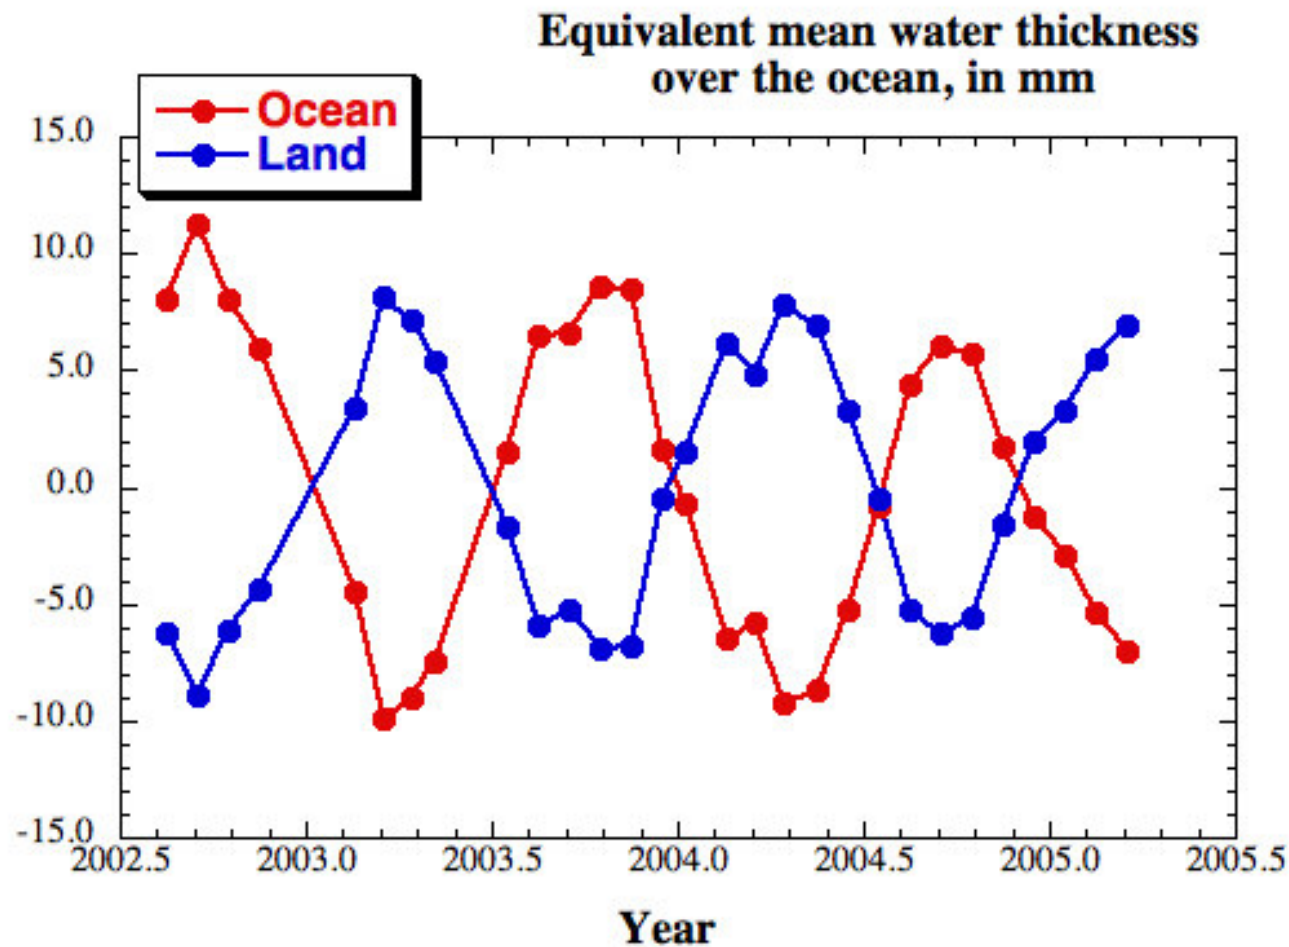 Equivalent mean water thickness
over the ocean, in mm
Ocean
Land
15.0
10.0
5.0
0.0
-5.0
-10.0
-15.0
2002.5 2003.0 2003.5 2004.0 2004.5 2005.0 2005.5
Year